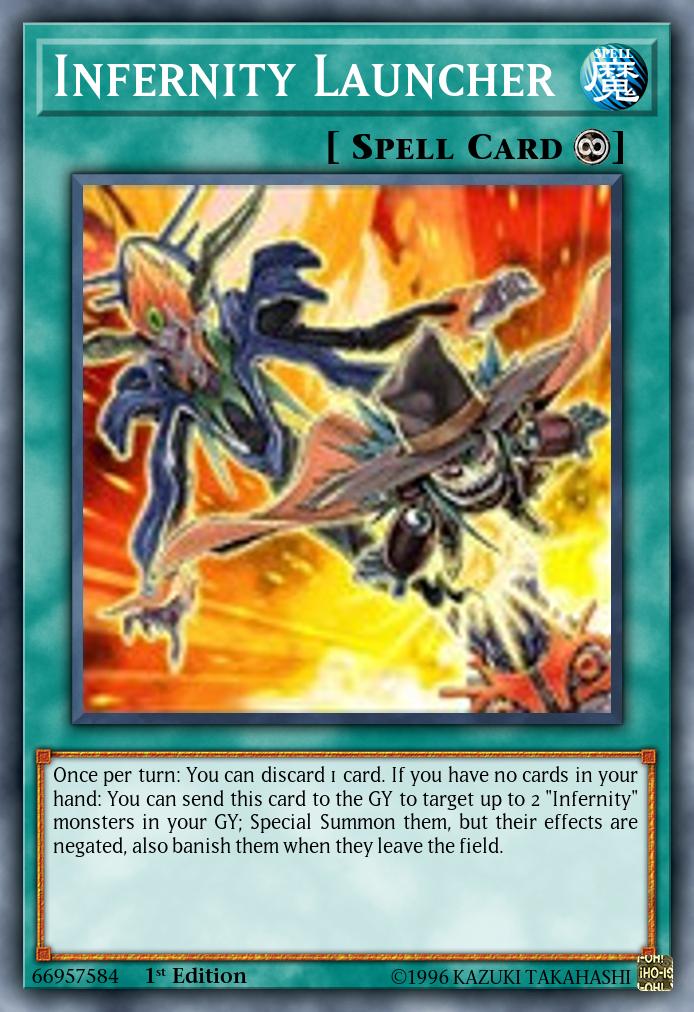 INFERNITY LAUNCHER
SPELL
魔
[ SPELL CARD ]
Once per turn: You can discard 1 card. If you have no cards in your
hand: You can send this card to the GY to target up to 2 "Infernity"
monsters in your GY; Special Summon them, but their effects are
negated, also banish them when they leave the field.
66957584
1st Edition
©1996 KAZUKI TAKAHASHI